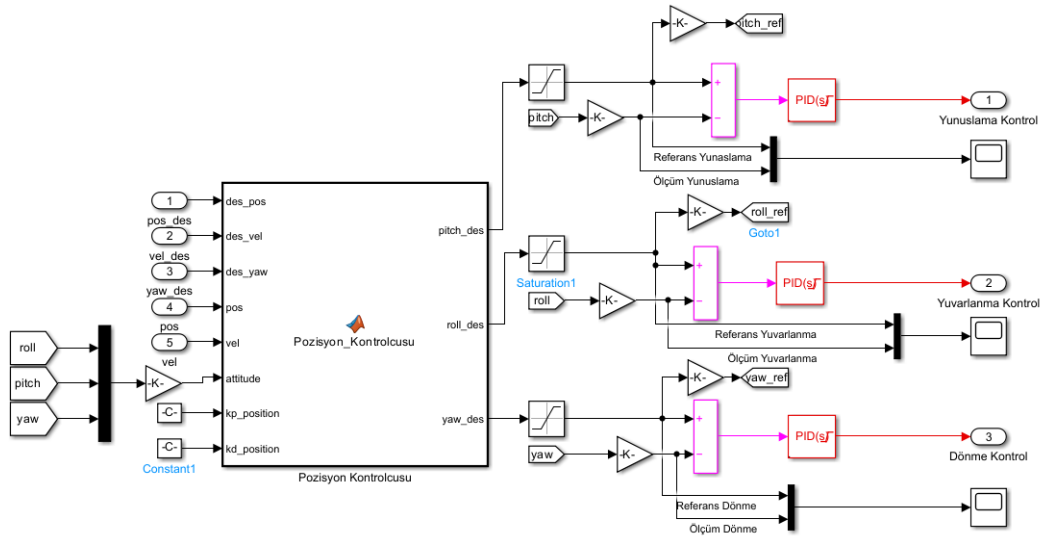 -K-
pitch_ref
+
−
PID(s)
1
Yunuslama Kontrol
pitch
-K-
Referans Yunaslama
Ölçüm Yunuslama
1
pos_des
2
vel_des
3
yaw_des
4
pos
5
vel
roll
pitch
yaw
-K-
-C-
-C-
Constant1
des_pos
des_vel
des_yaw
pos
vel
attitude
kp_position
kd_position
Pozisyon_Kontrolcusu
pitch_des
roll_des
yaw_des
Pozisyon Kontrolcusu
-K-
roll_ref
Goto1
Saturation1
roll
-K-
+
−
PID(s)
2
Yuvarlanma Kontrol
Referans Yuvarlanma
Ölçüm Yuvarlanma
-K-
yaw_ref
yaw
-K-
+
−
PID(s)
3
Dönme Kontrol
Referans Dönme
Ölçüm Dönme